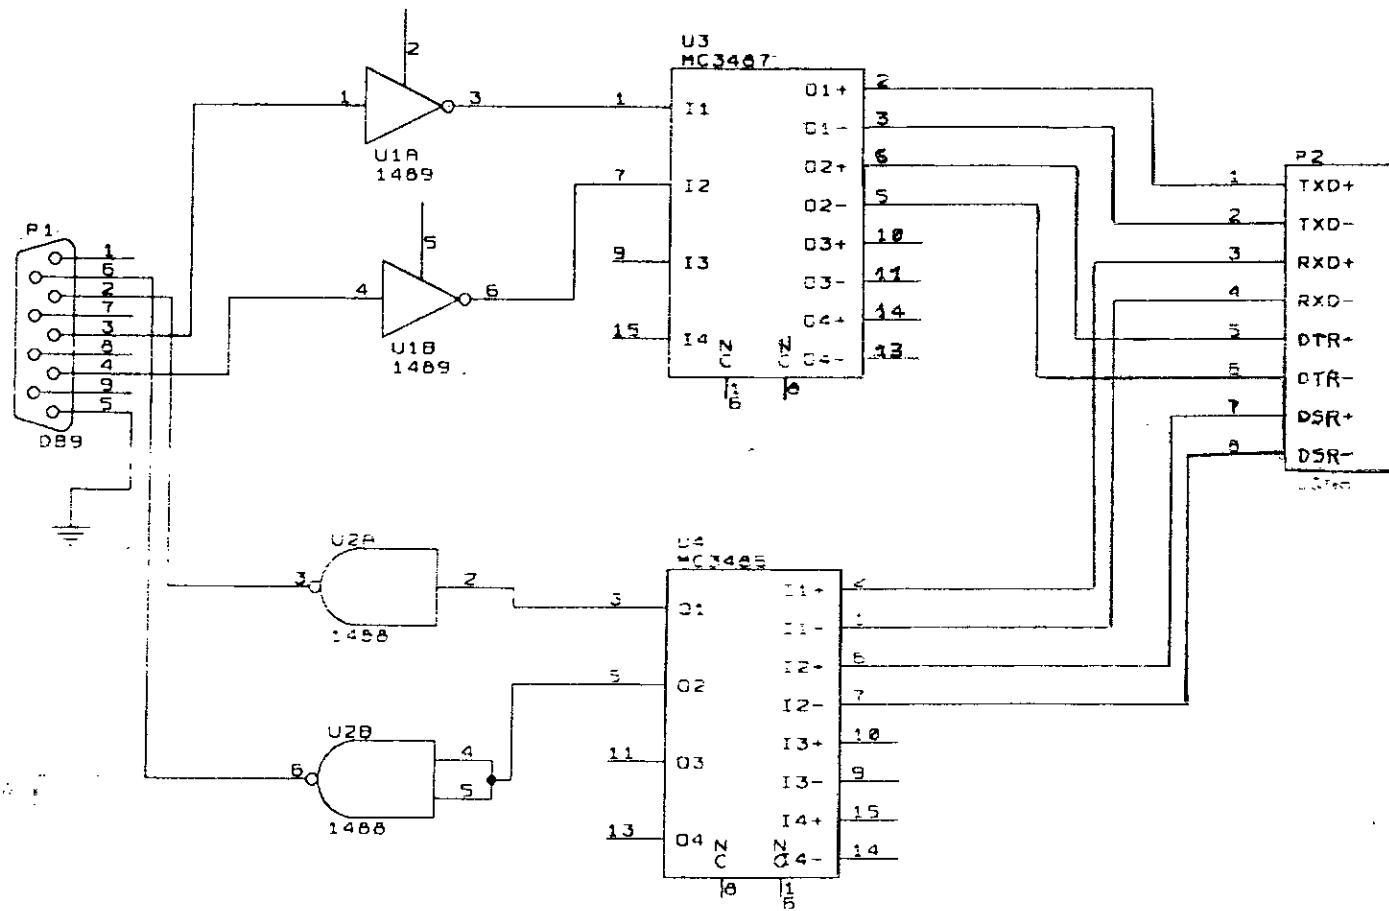 U3
MC3487
2
1
3
1
I1
O1+
2
O1-
3
U1A
1489
7
I2
O2+
6
O2-
5
5
9
I3
O3+
10
O3-
11
4
6
15
I4
O4+
14
O4-
13
U1B
1489
NC
NC
16
8
P1
1
6
2
7
3
8
4
9
5
DB9
P2
1
TXD+
2
TXD-
3
RXD+
4
RXD-
5
DTR+
6
DTR-
7
DSR+
8
DSR-
U2A
3
2
1488
U4
3
O1
I1+
2
I1-
1
5
O2
I2+
6
I2-
7
U2B
6
4
5
1488
11
O3
I3+
10
I3-
9
13
O4
I4+
15
I4-
14
NC
NC
8
16